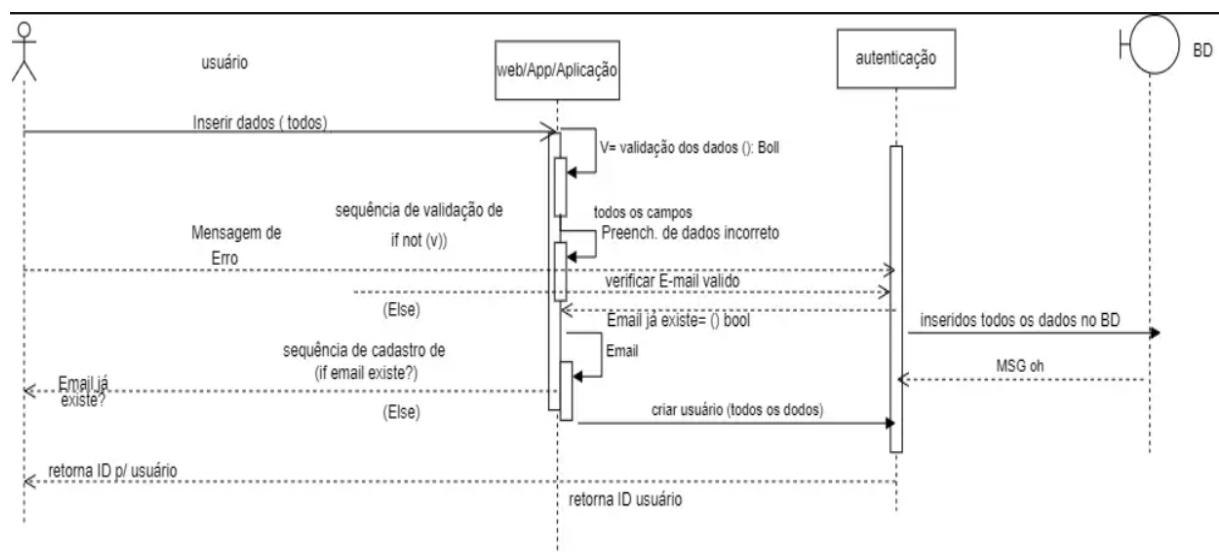 usuário
web/App/Aplicação
autenticação
BD
Inserir dados ( todos)
V= validação dos dados (): Boll
sequência de validação de
if not (v))
todos os campos
Preench. de dados incorreto
Mensagem de
Erro
verificar E-mail valido
(Else)
Email já existe= () bool
inseridos todos os dados no BD
Email
sequência de cadastro de
(if email existe?)
MSG oh
Email já
existe?
(Else)
criar usuário (todos os dodos)
retorna ID p/ usuário
retorna ID usuário